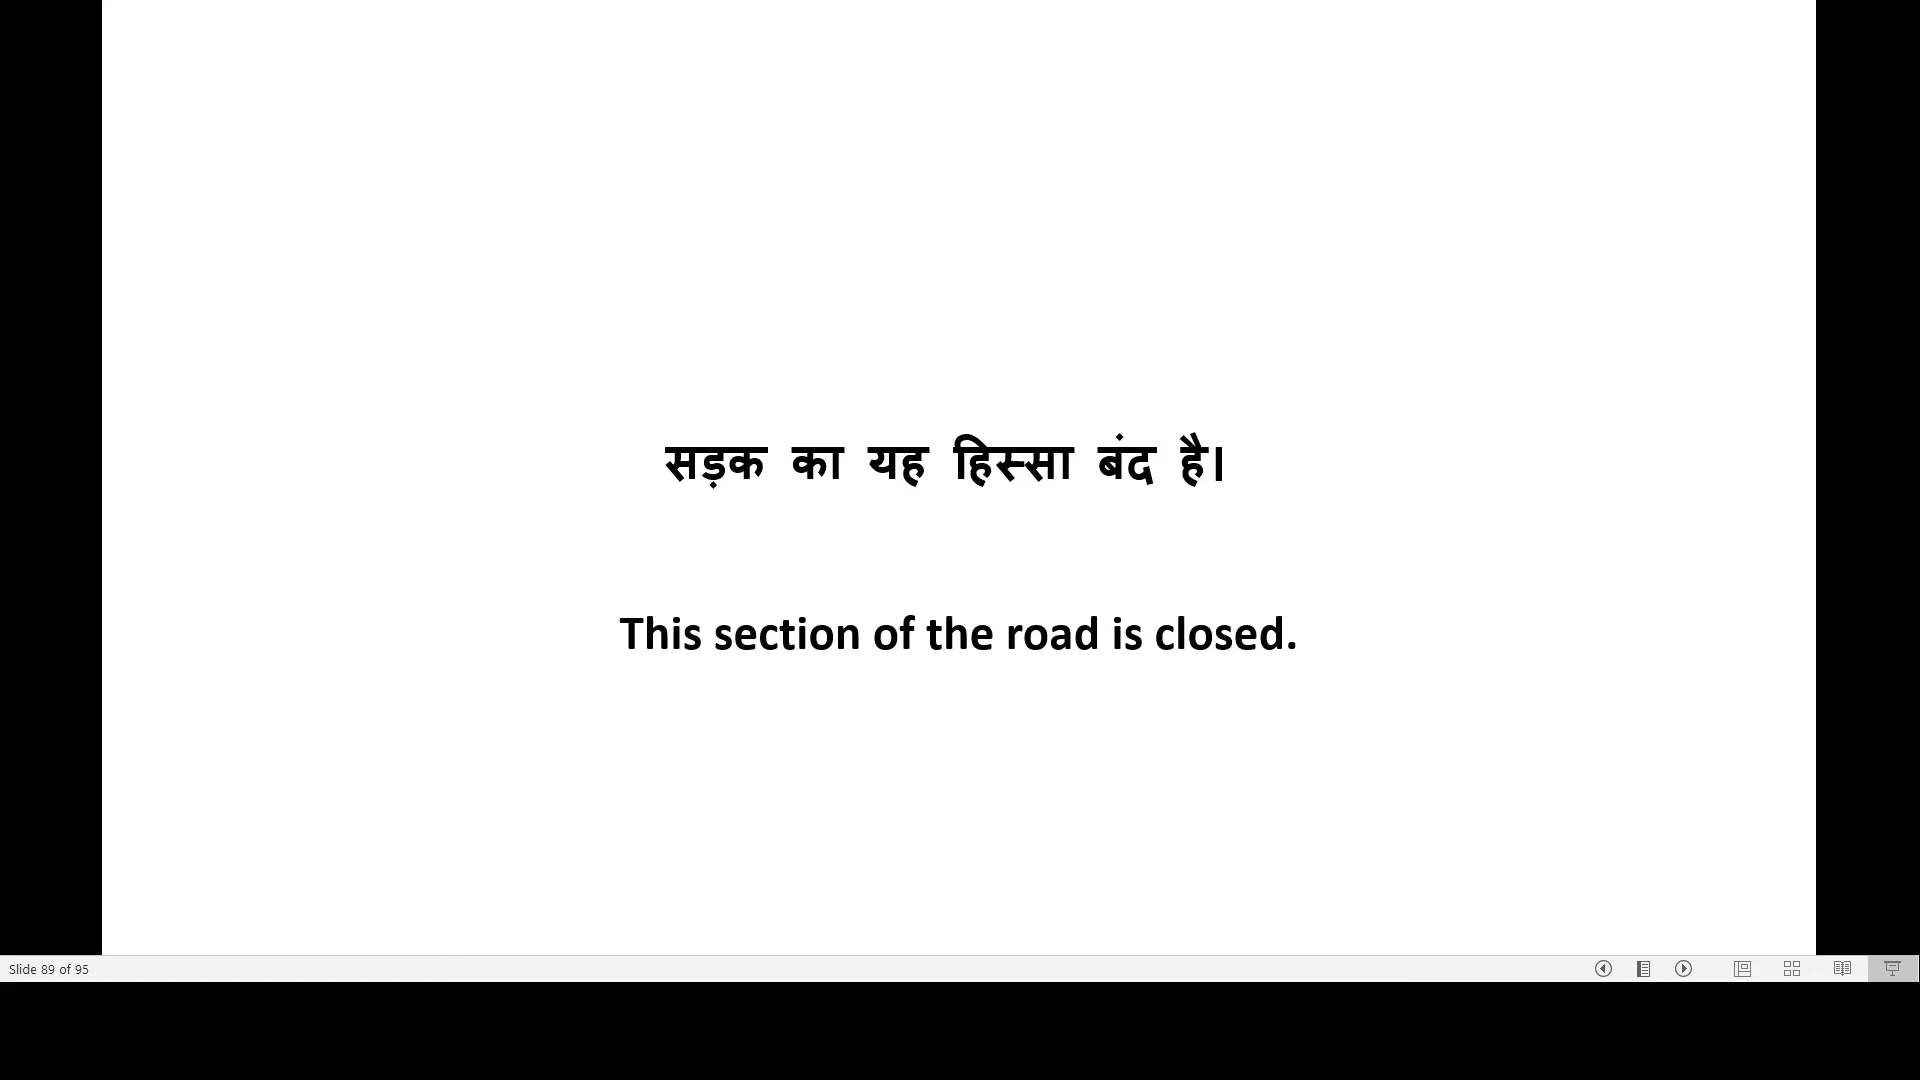 सड़क का यह हिस्सा बंद है।
This section of the road is closed.
Slide 89 of 95